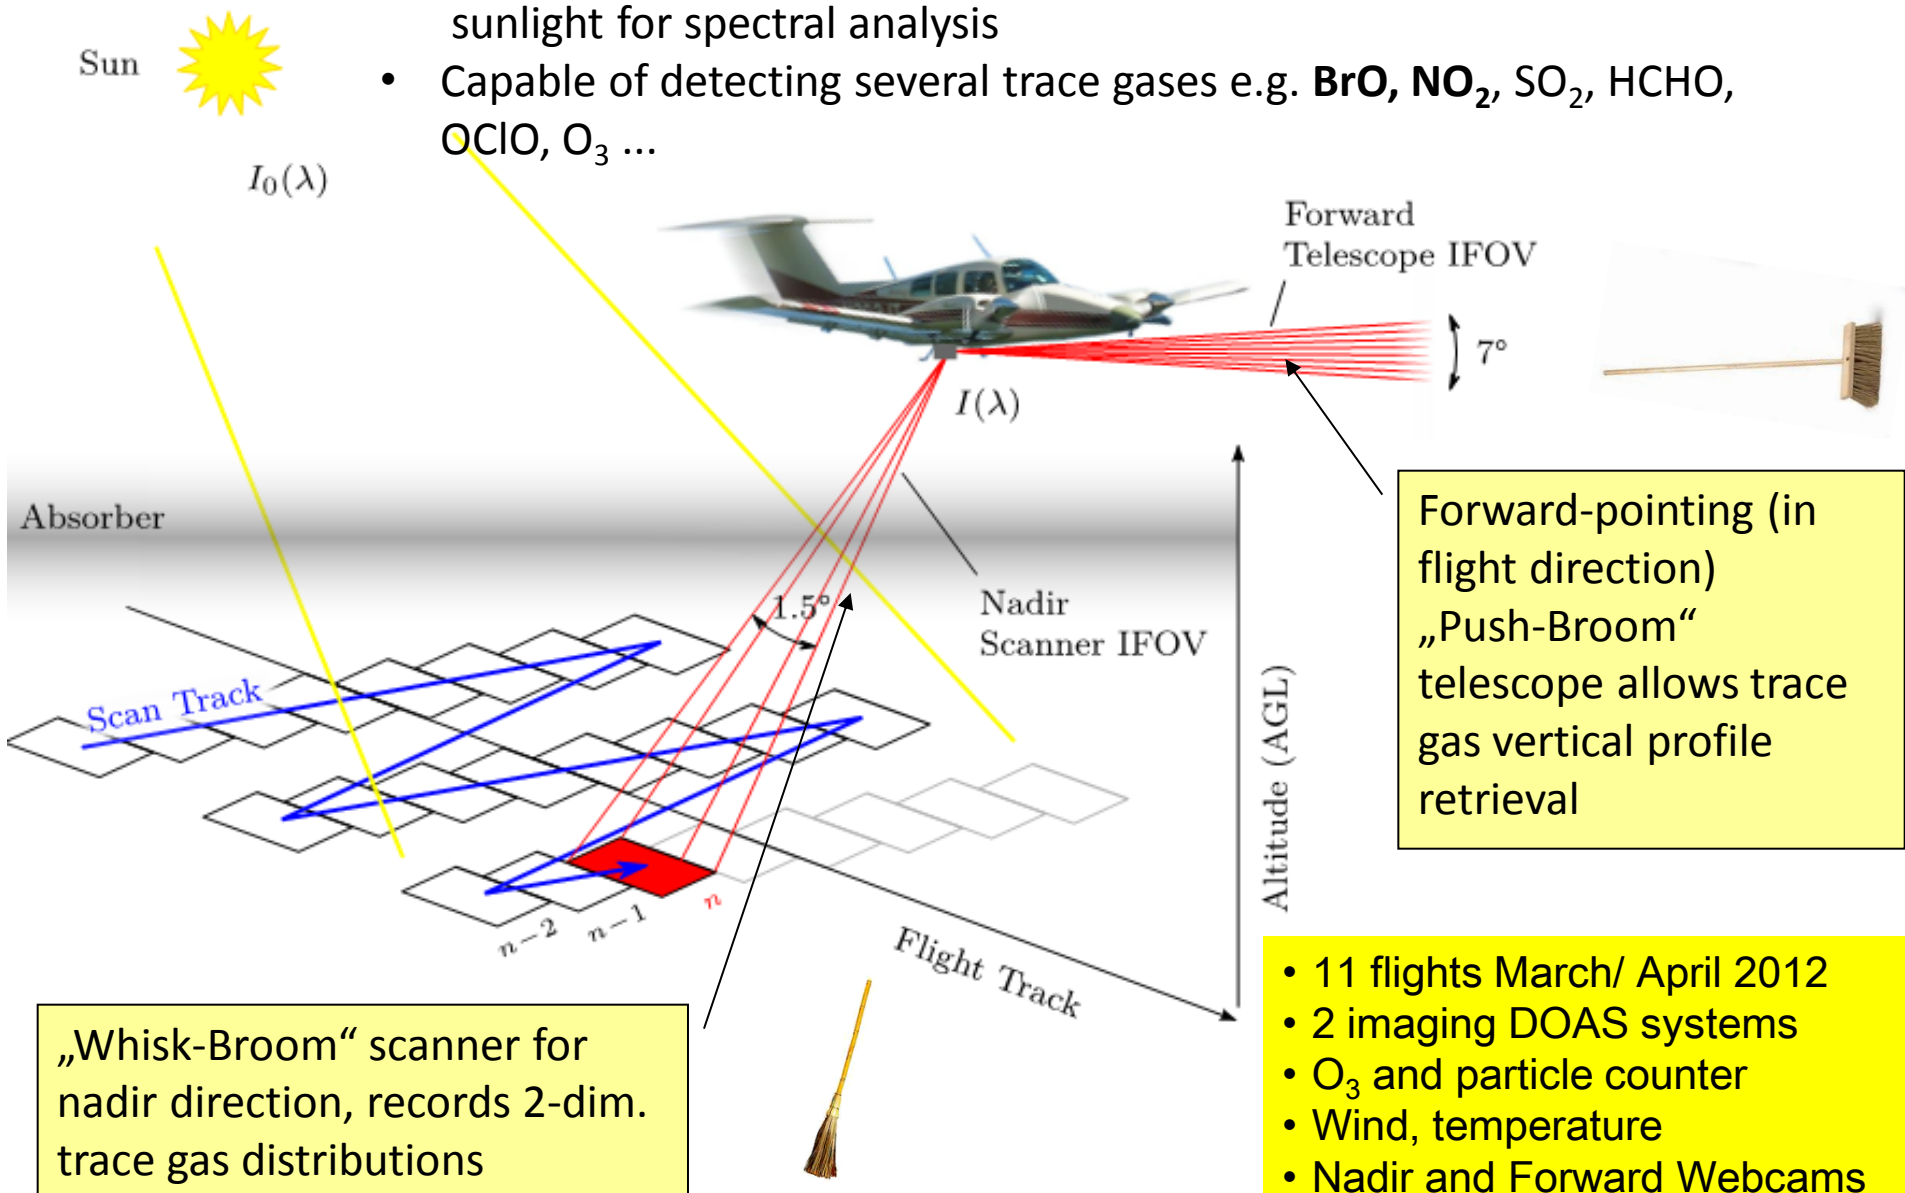 sunlight for spectral analysis
• Capable of detecting several trace gases e.g. BrO, NO₂, SO₂, HCHO,
OClO, O₃ ...
Sun
I₀(λ)
Forward
Telescope IFOV
7°
I(λ)
Absorber
1.5°
Nadir
Scanner IFOV
Scan Track
Altitude (AGL)
n−2
n−1
n
Flight Track
Forward-pointing (in
flight direction)
„Push-Broom“
telescope allows trace
gas vertical profile
retrieval
„Whisk-Broom“ scanner for
nadir direction, records 2-dim.
trace gas distributions
• 11 flights March/ April 2012
• 2 imaging DOAS systems
• O₃ and particle counter
• Wind, temperature
• Nadir and Forward Webcams